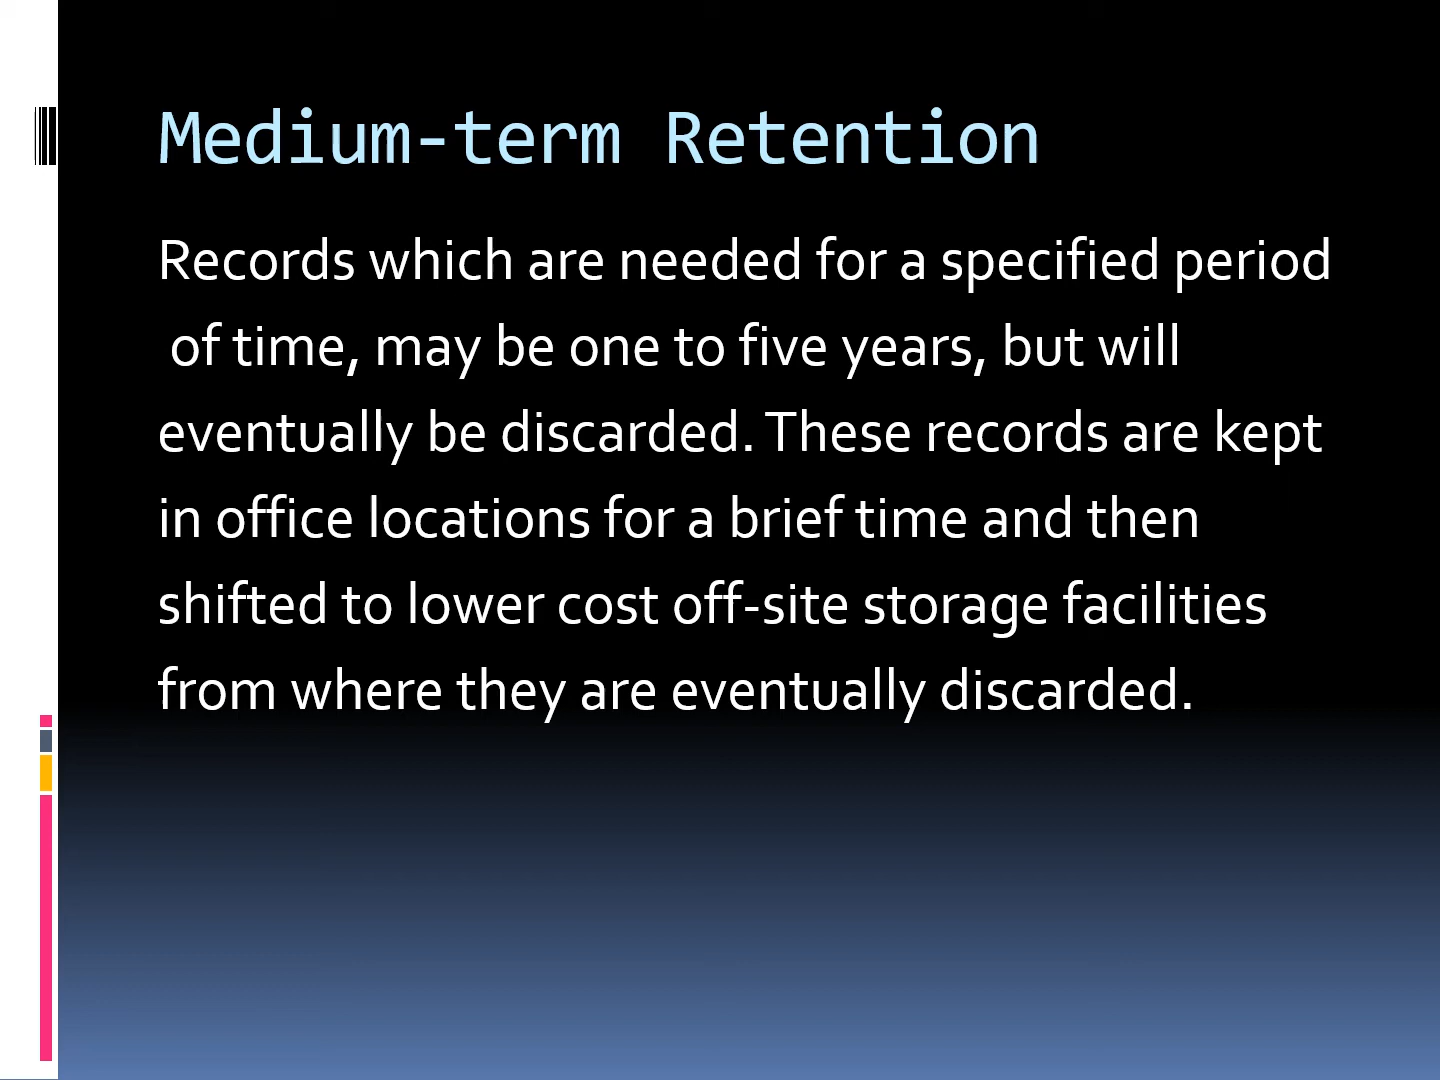 Medium-term Retention
Records which are needed for a specified period
of time, may be one to five years, but will
eventually be discarded. These records are kept
in office locations for a brief time and then
shifted to lower cost off-site storage facilities
from where they are eventually discarded.